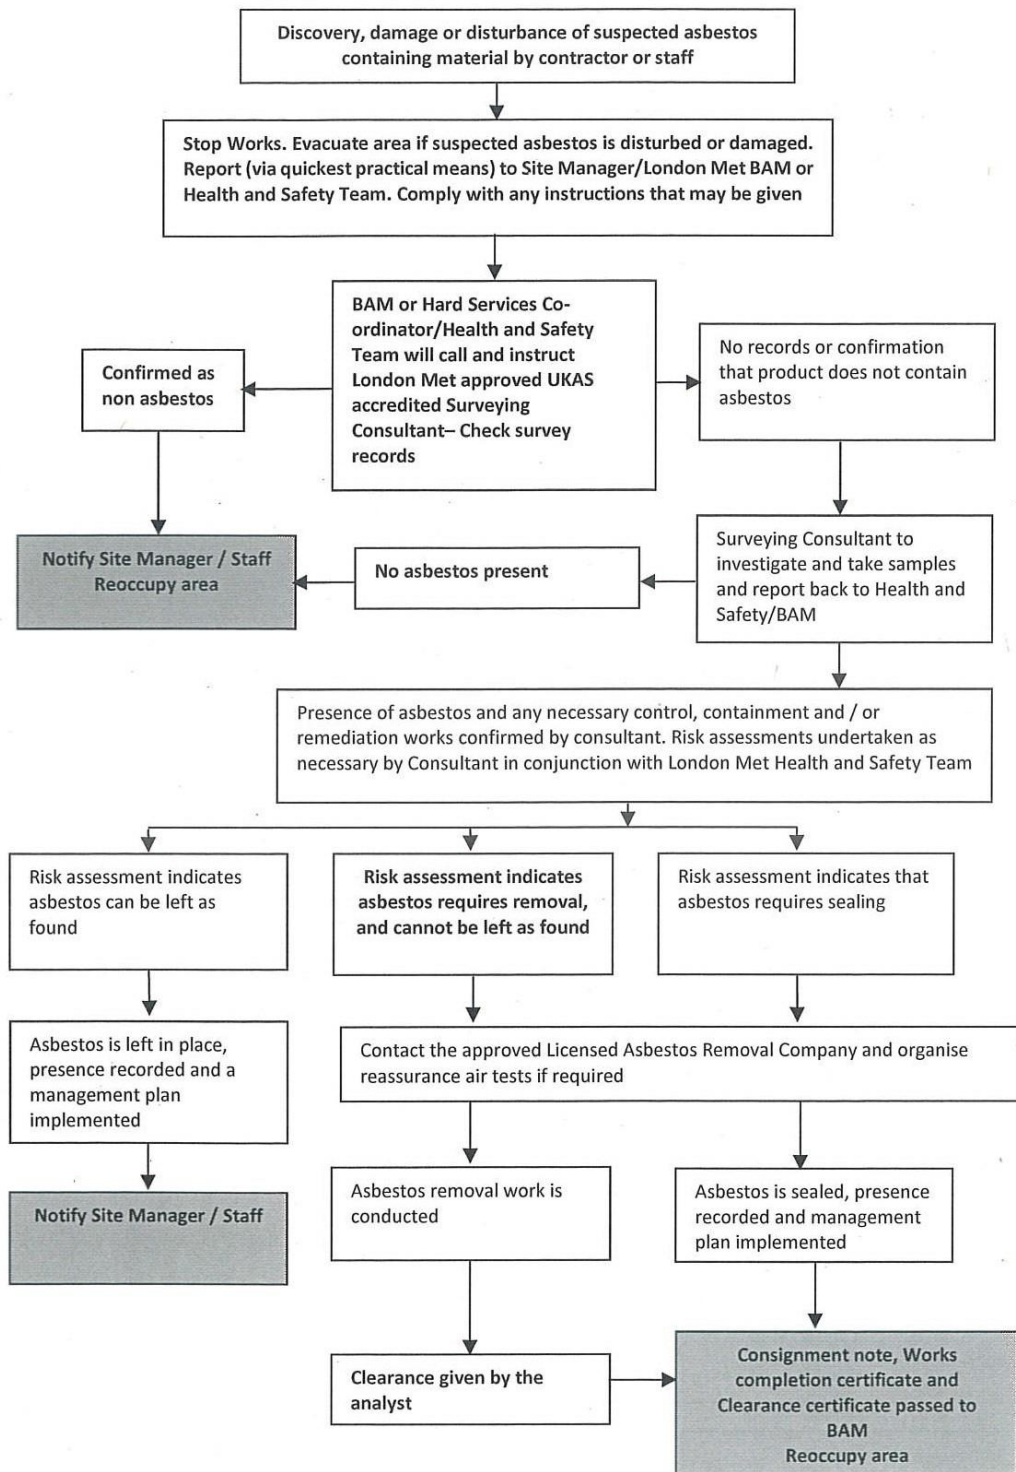 Discovery, damage or disturbance of suspected asbestos
containing material by contractor or staff
Stop Works. Evacuate area if suspected asbestos is disturbed or damaged.
Report (via quickest practical means) to Site Manager/London Met BAM or
Health and Safety Team. Comply with any instructions that may be given
BAM or Hard Services Co-
ordinator/Health and Safety
Team will call and instruct
London Met approved UKAS
accredited Surveying
Consultant– Check survey
records
Confirmed as
non asbestos
No records or confirmation
that product does not contain
asbestos
Notify Site Manager / Staff
Reoccupy area
No asbestos present
Surveying Consultant to
investigate and take samples
and report back to Health and
Safety/BAM
Presence of asbestos and any necessary control, containment and / or
remediation works confirmed by consultant. Risk assessments undertaken as
necessary by Consultant in conjunction with London Met Health and Safety Team
Risk assessment indicates
asbestos can be left as
found
Risk assessment indicates
asbestos requires removal,
and cannot be left as found
Risk assessment indicates that
asbestos requires sealing
Asbestos is left in place,
presence recorded and a
management plan
implemented
Contact the approved Licensed Asbestos Removal Company and organise
reassurance air tests if required
Notify Site Manager / Staff
Asbestos removal work is
conducted
Asbestos is sealed, presence
recorded and management
plan implemented
Clearance given by the
analyst
Consignment note, Works
completion certificate and
Clearance certificate passed to
BAM
Reoccupy area